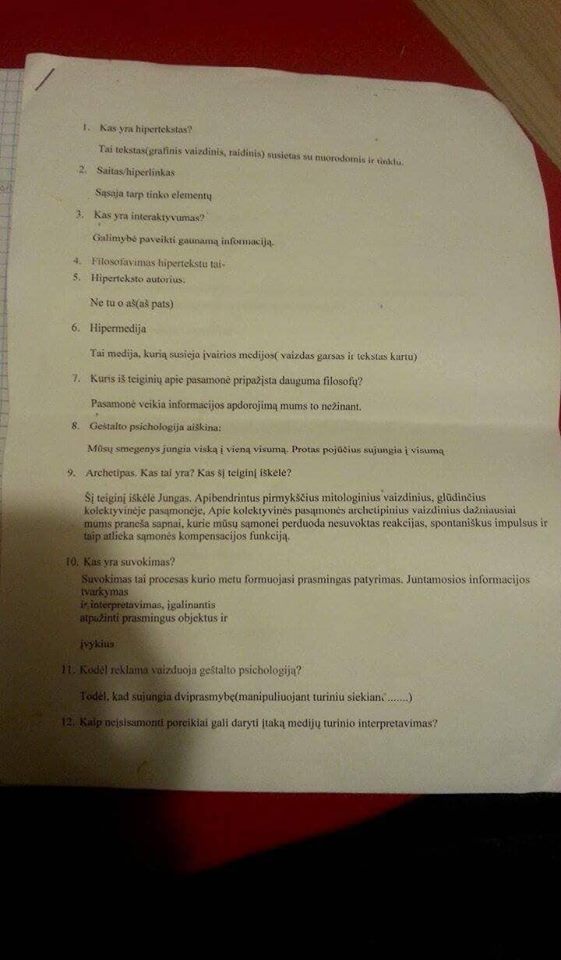 1. Kas yra hipertekstas?
Tai tekstas(grafinis vaizdinis, raidinis) susietas su nuorodomis ir tinklu.
2. Saitas/hiperlinkas
Sąsaja tarp tinko elementų
3. Kas yra interaktyvumas?
Galimybė paveikti gaunamą informaciją.
4. Filosofavimas hipertekstu tai-
5. Hiperteksto autorius:
Ne tu o aš(aš pats)
6. Hipermedija
Tai medija, kurią susieja įvairios medijos( vaizdas garsas ir tekstas kartu)
7. Kuris iš teiginių apie pasamonė pripažįsta dauguma filosofų?
Pasamonė veikia informacijos apdorojimą mums to nežinant.
8. Geštalto psichologija aiškina:
Mūsų smegenys jungia viską į vieną visumą. Protas pojūčius sujungia į visumą
9. Archetipas. Kas tai yra? Kas šį teiginį iškėlė?
Šį teiginį iškėlė Jungas. Apibendrintus pirmykščius mitologinius vaizdinius, glūdinčius
kolektyvinėje pasąmonėje, Apie kolektyvinės pasąmonės archetipinius vaizdinius dažniausiai
mums praneša sapnai, kurie mūsų sąmonei perduoda nesuvoktas reakcijas, spontaniškus impulsus ir
taip atlieka sąmonės kompensacijos funkciją.
10. Kas yra suvokimas?
Suvokimas tai procesas kurio metu formuojasi prasmingas patyrimas. Juntamosios informacijos
tvarkymas
ir interpretavimas, įgalinantis
atpažinti prasmingus objektus ir
įvykius
11. Kodėl reklama vaizduoja geštalto psichologiją?
Todėl, kad sujungia dviprasmybę(manipuliuojant turiniu siekiant .......)
12. Kaip neįsisamonti poreikiai gali daryti įtaką medijų turinio interpretavimas?